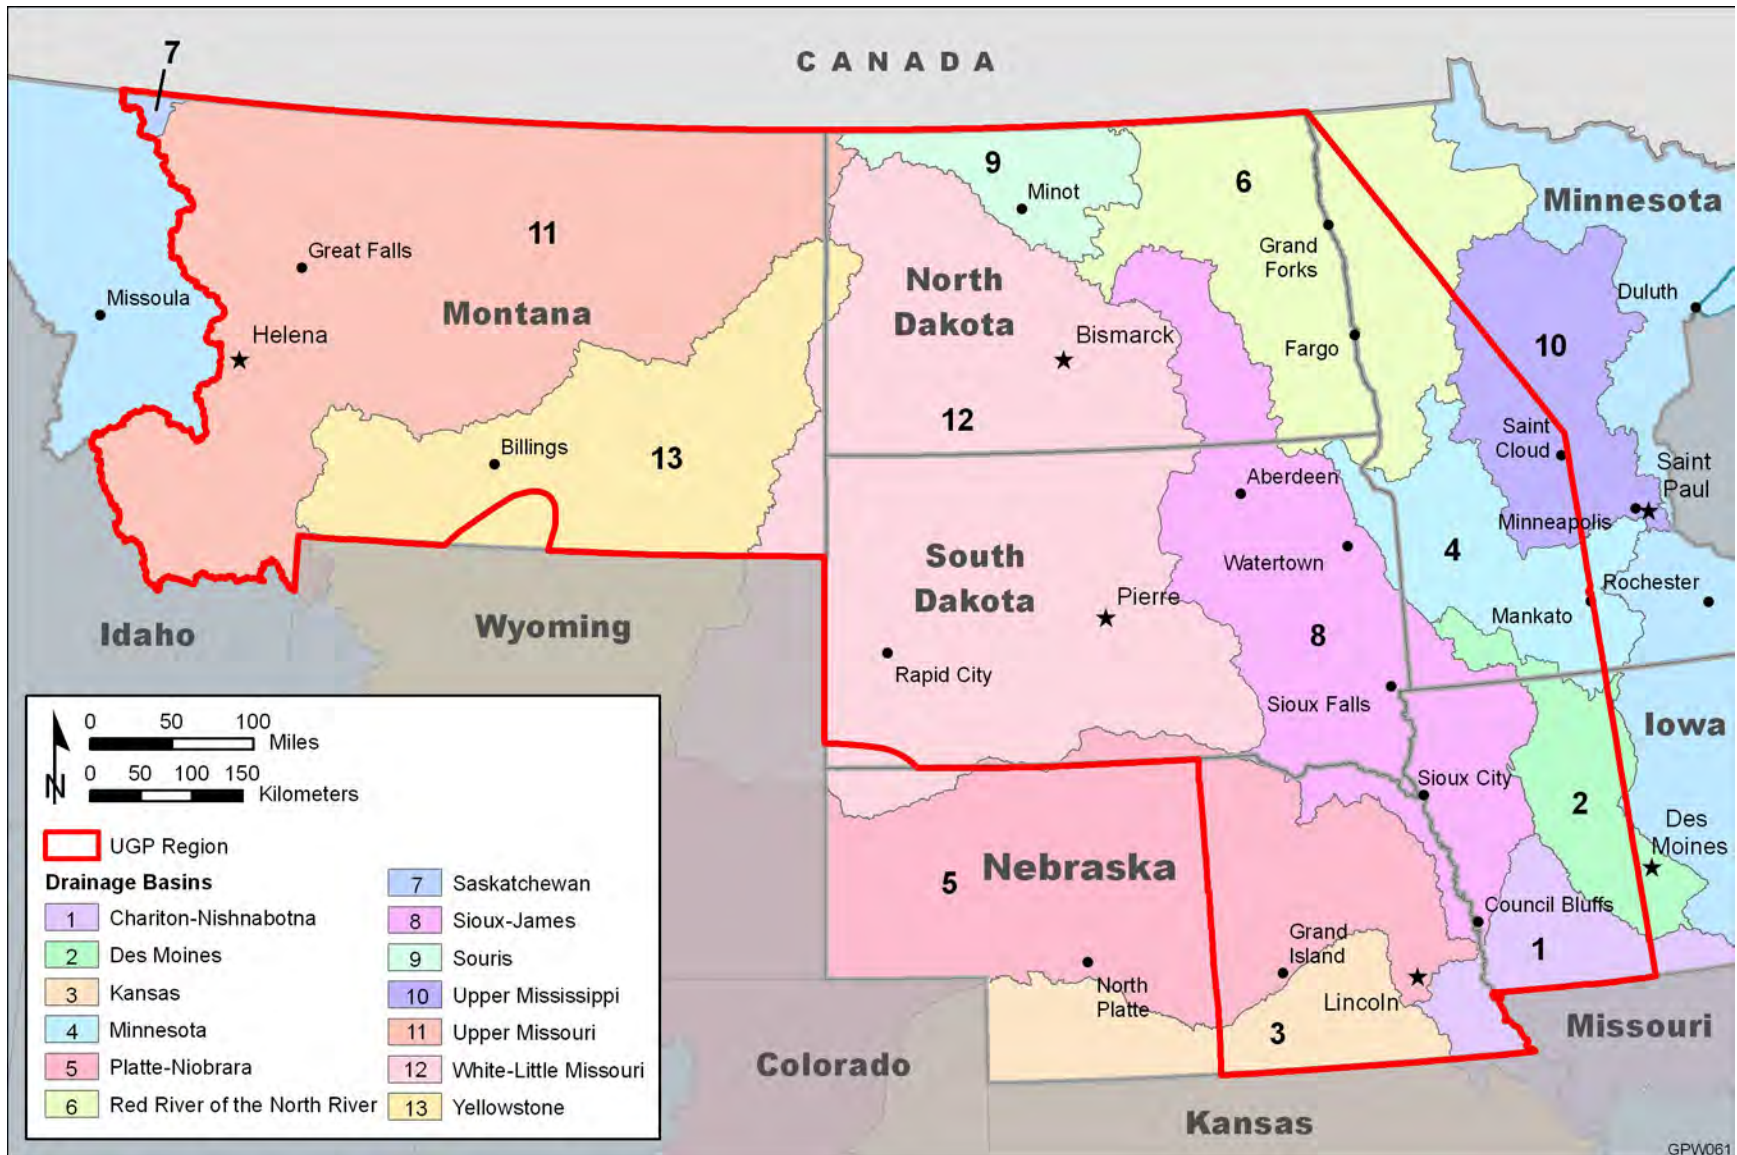 7
CANADA
9
Minot
6
Minnesota
11
Great Falls
Grand
Forks
North
Dakota
Missoula
Montana
Duluth
Helena
Bismarck
Fargo
10
12
Saint
Cloud
Billings
13
Saint
Paul
Aberdeen
Minneapolis
4
South
Dakota
Watertown
Rochester
Pierre
Mankato
Idaho
Wyoming
8
Rapid City
Sioux Falls
Iowa
Sioux City
2
Des
Moines
Nebraska
5
Council Bluffs
Grand
Island
1
North
Platte
Lincoln
3
Missouri
Colorado
Kansas
0 50 100
Miles
0 50 100 150
Kilometers
N
UGP Region
Drainage Basins
1 Chariton-Nishnabotna
2 Des Moines
3 Kansas
4 Minnesota
5 Platte-Niobrara
6 Red River of the North River
7 Saskatchewan
8 Sioux-James
9 Souris
10 Upper Mississippi
11 Upper Missouri
12 White-Little Missouri
13 Yellowstone
GPW061